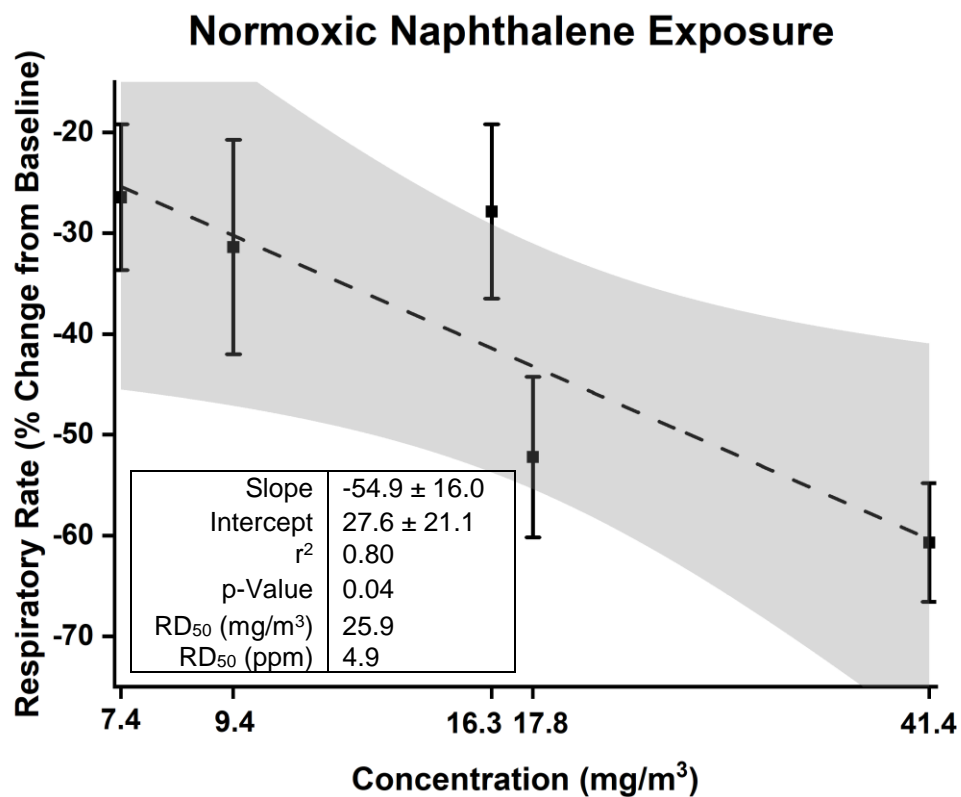 Normoxic Naphthalene Exposure
Respiratory Rate (% Change from Baseline)
-20
-30
-40
-50
-60
-70
Slope -54.9 ± 16.0
Intercept 27.6 ± 21.1
r² 0.80
p-Value 0.04
RD₅₀ (mg/m³) 25.9
RD₅₀ (ppm) 4.9
7.4 9.4 16.3 17.8 41.4
Concentration (mg/m³)